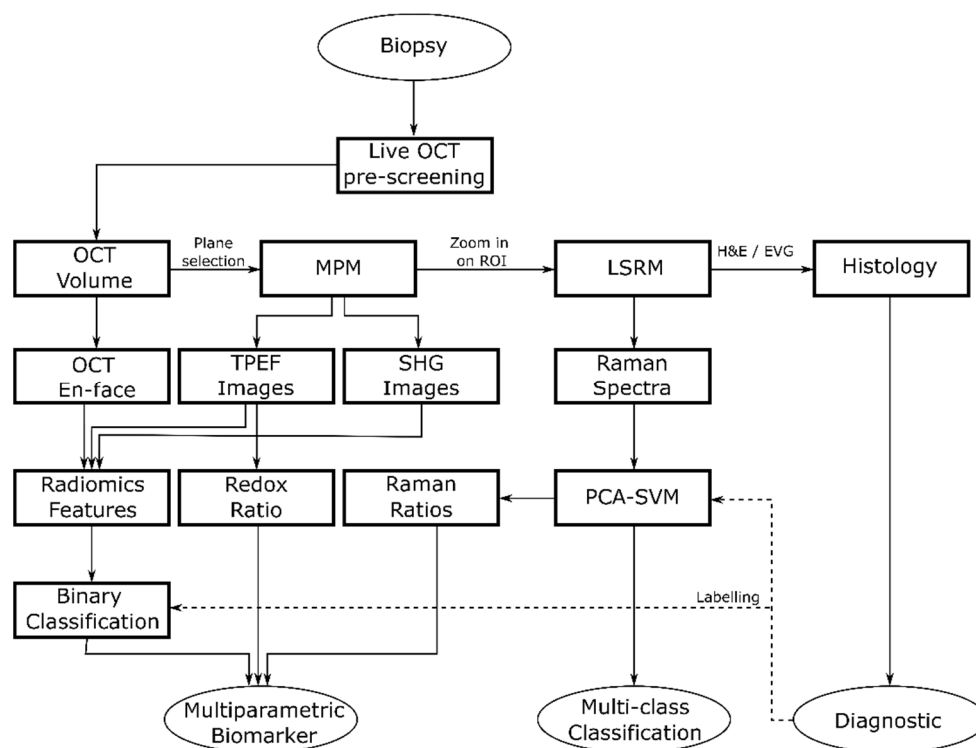 Biopsy
Live OCT
pre-screening
OCT
Volume
Plane
selection
MPM
Zoom in
on ROI
LSRM
H&E / EVG
Histology
OCT
En-face
TPEF
Images
SHG
Images
Raman
Spectra
Radiomics
Features
Redox
Ratio
Raman
Ratios
PCA-SVM
Binary
Classification
Labelling
Multiparametric
Biomarker
Multi-class
Classification
Diagnostic